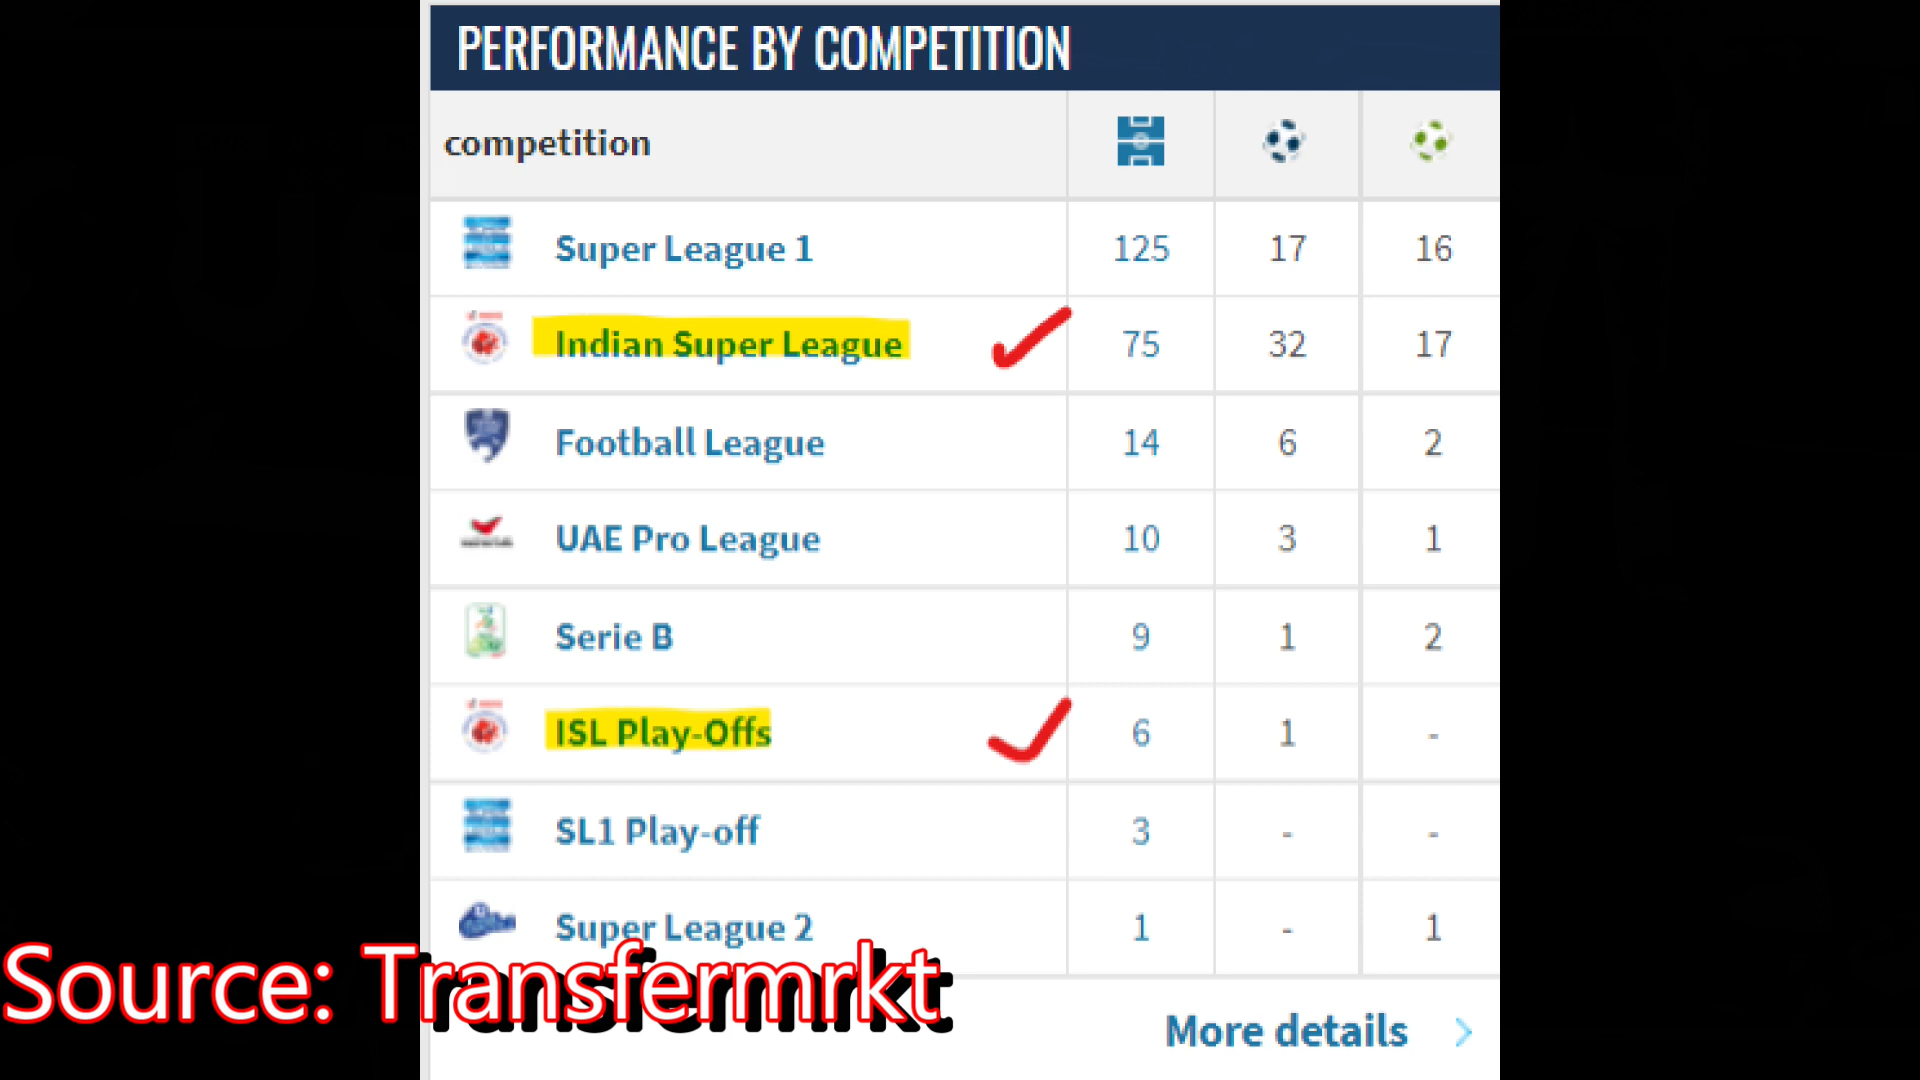 PERFORMANCE BY COMPETITION
competition
Super League 1 125 17 16
Indian Super League 75 32 17
Football League 14 6 2
UAE Pro League 10 3 1
Serie B 9 1 2
ISL Play-Offs 6 1 -
SL1 Play-off 3 - -
Super League 2 1 - 1
Source: Transfermrkt
More details